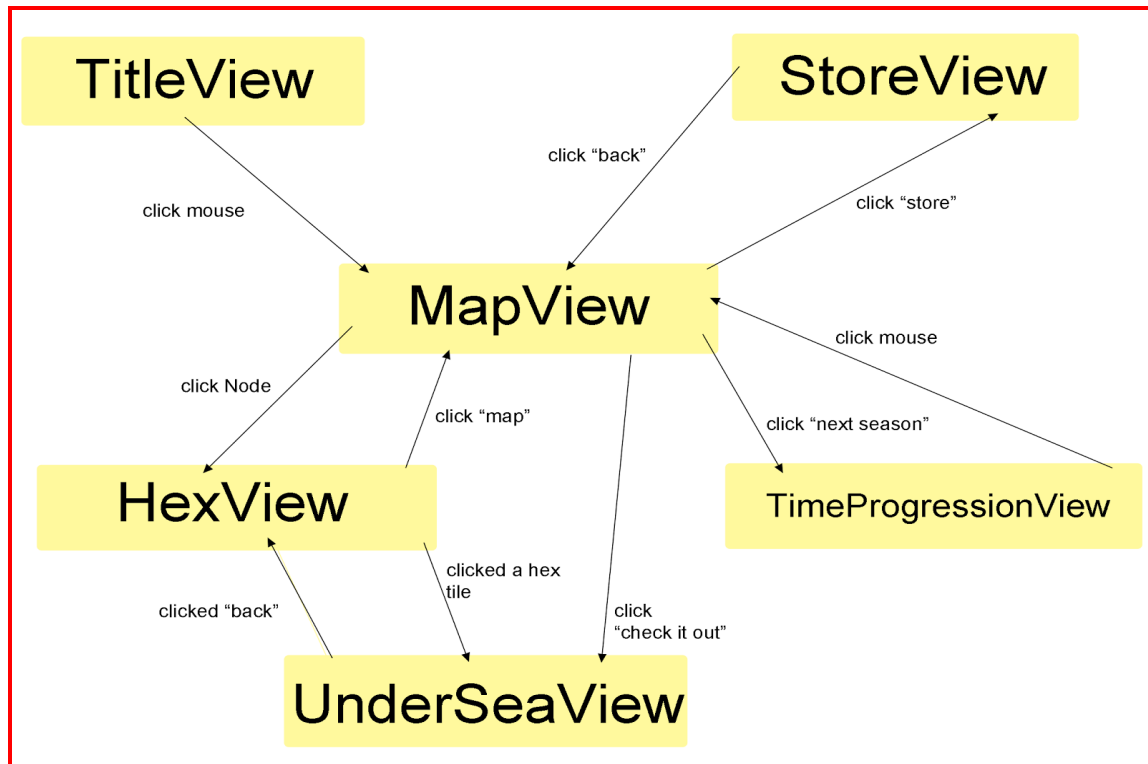 TitleView
StoreView
click “back”
click mouse
click “store”
MapView
click mouse
click Node
click “map”
click “next season”
HexView
TimeProgressionView
clicked a hex
tile
clicked “back”
click
“check it out”
UnderSeaView